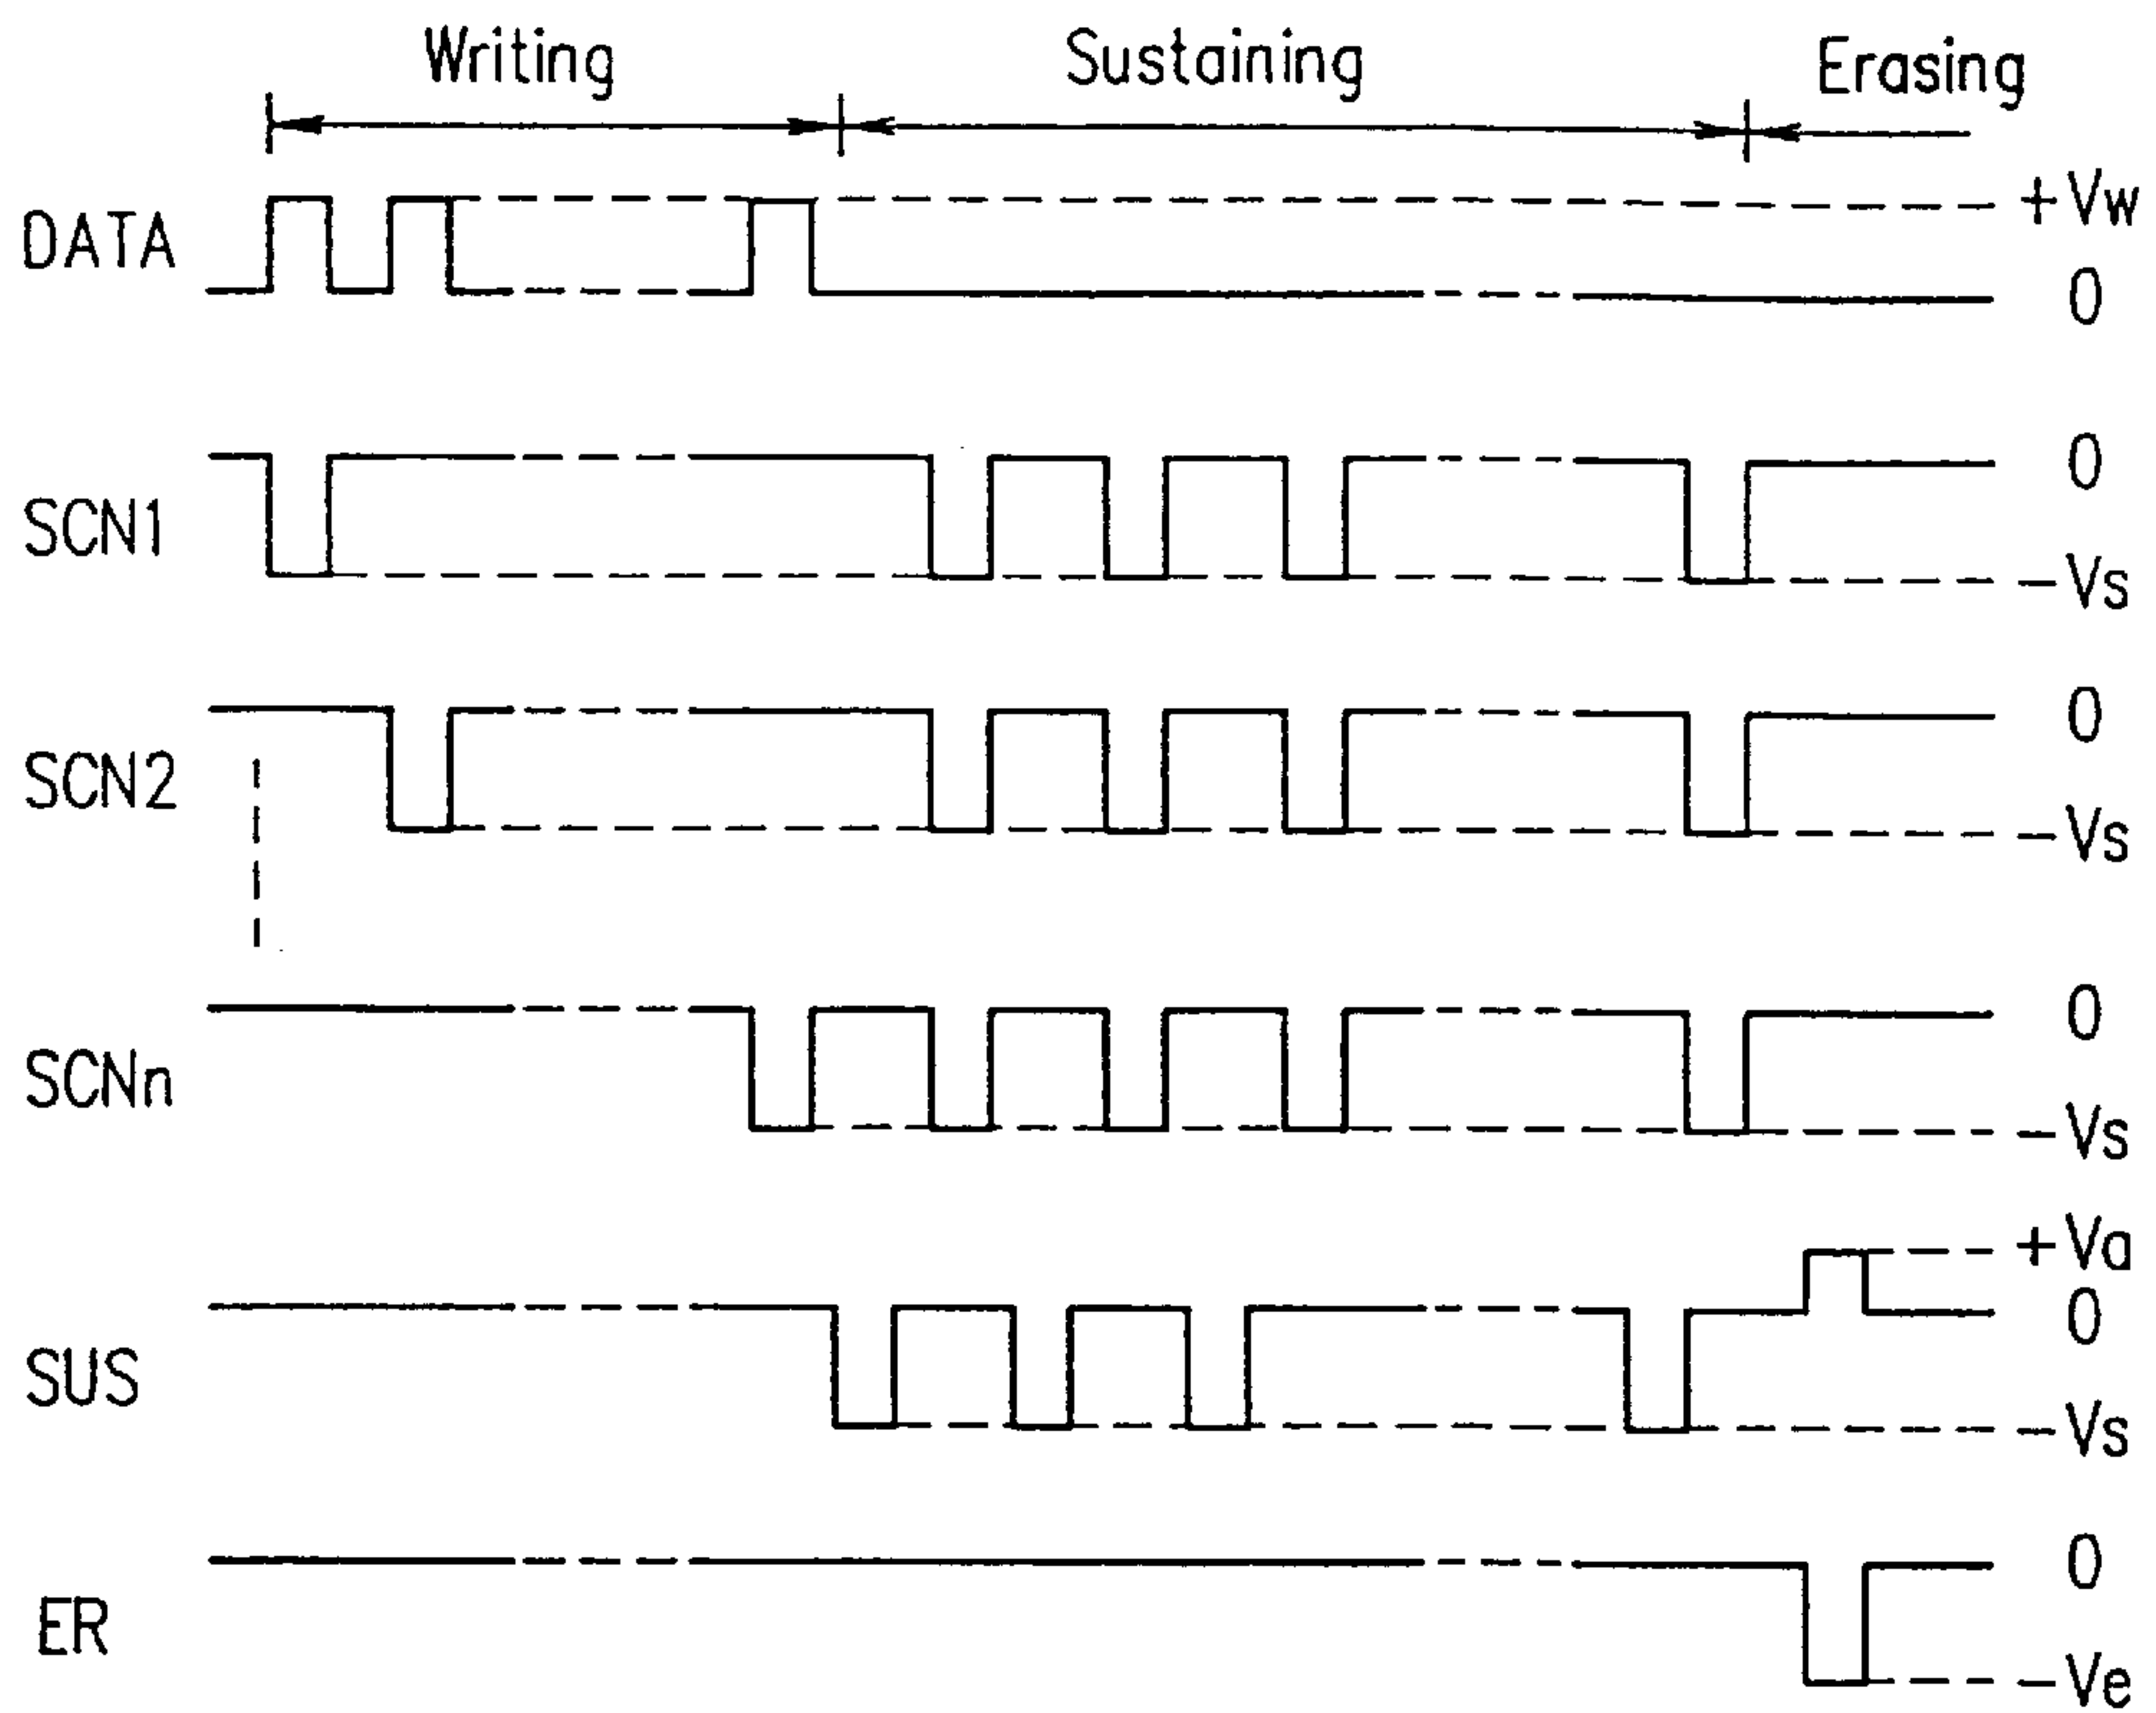 Writing Sustaining Erasing
+Vw
DATA
0
0
SCN1
-Vs
0
SCN2
-Vs
0
SCNn
-Vs
+Va
0
SUS
-Vs
0
ER
-Ve